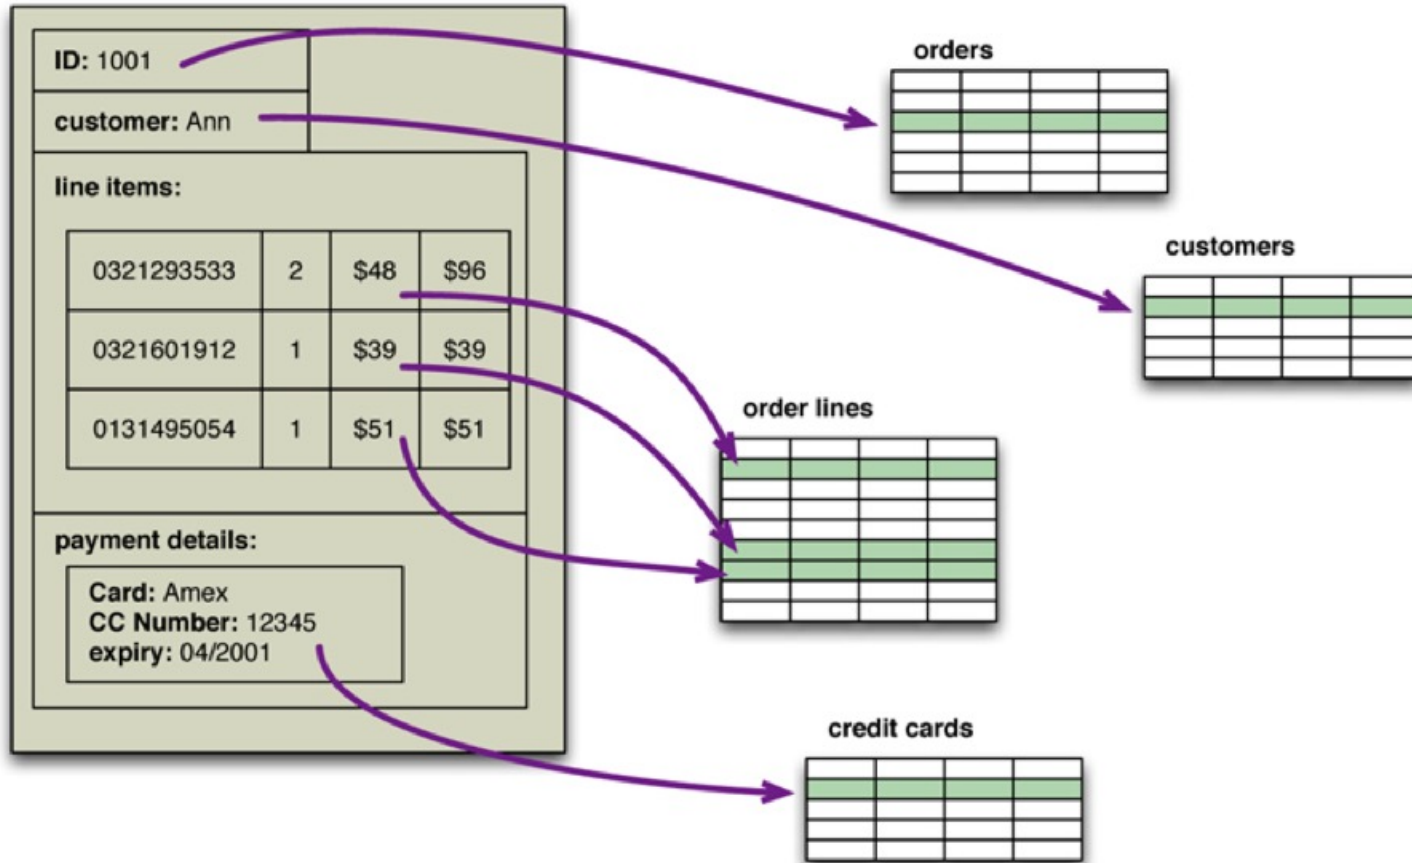 ID: 1001
customer: Ann
line items:
0321293533 2 $48 $96
0321601912 1 $39 $39
0131495054 1 $51 $51
payment details:
Card: Amex
CC Number: 12345
expiry: 04/2001
orders
customers
order lines
credit cards